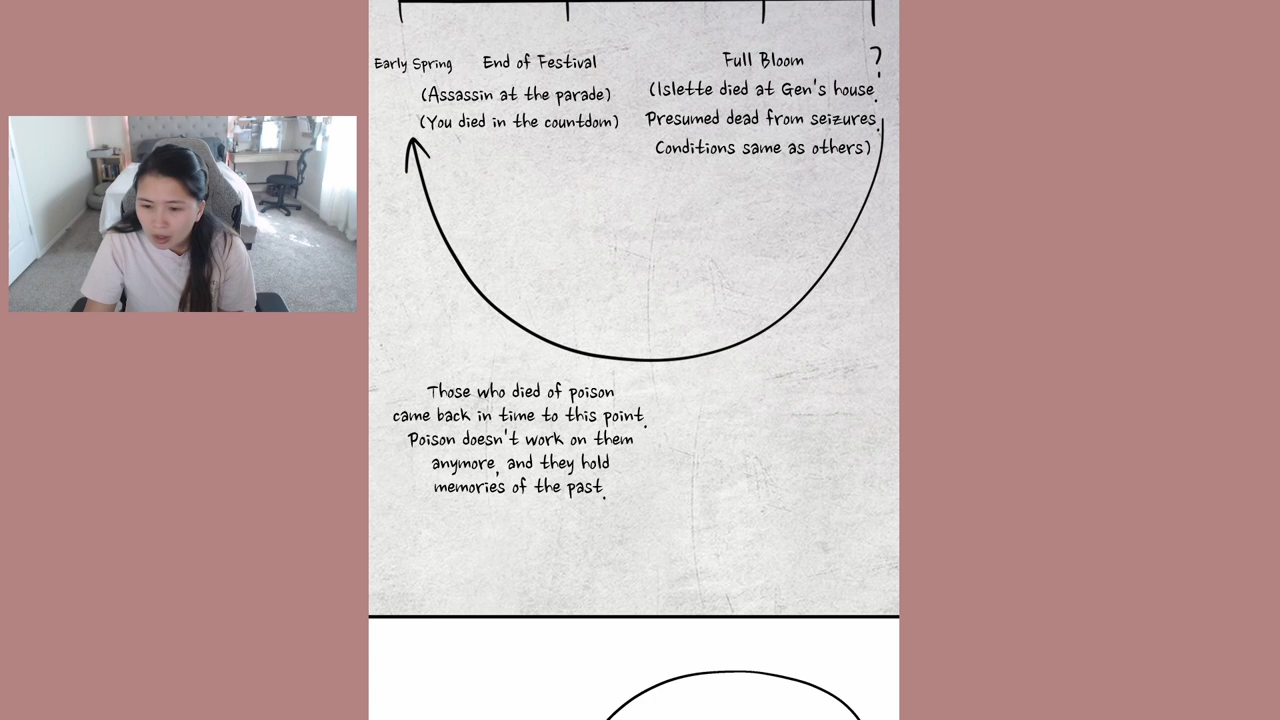 Early Spring
End of Festival
(Assassin at the parade)
(You died in the countdom)
Full Bloom
(Islette died at Gen's house.
Presumed dead from seizures.
Conditions same as others)
?
Those who died of poison
came back in time to this point.
Poison doesn't work on them
anymore, and they hold
memories of the past.